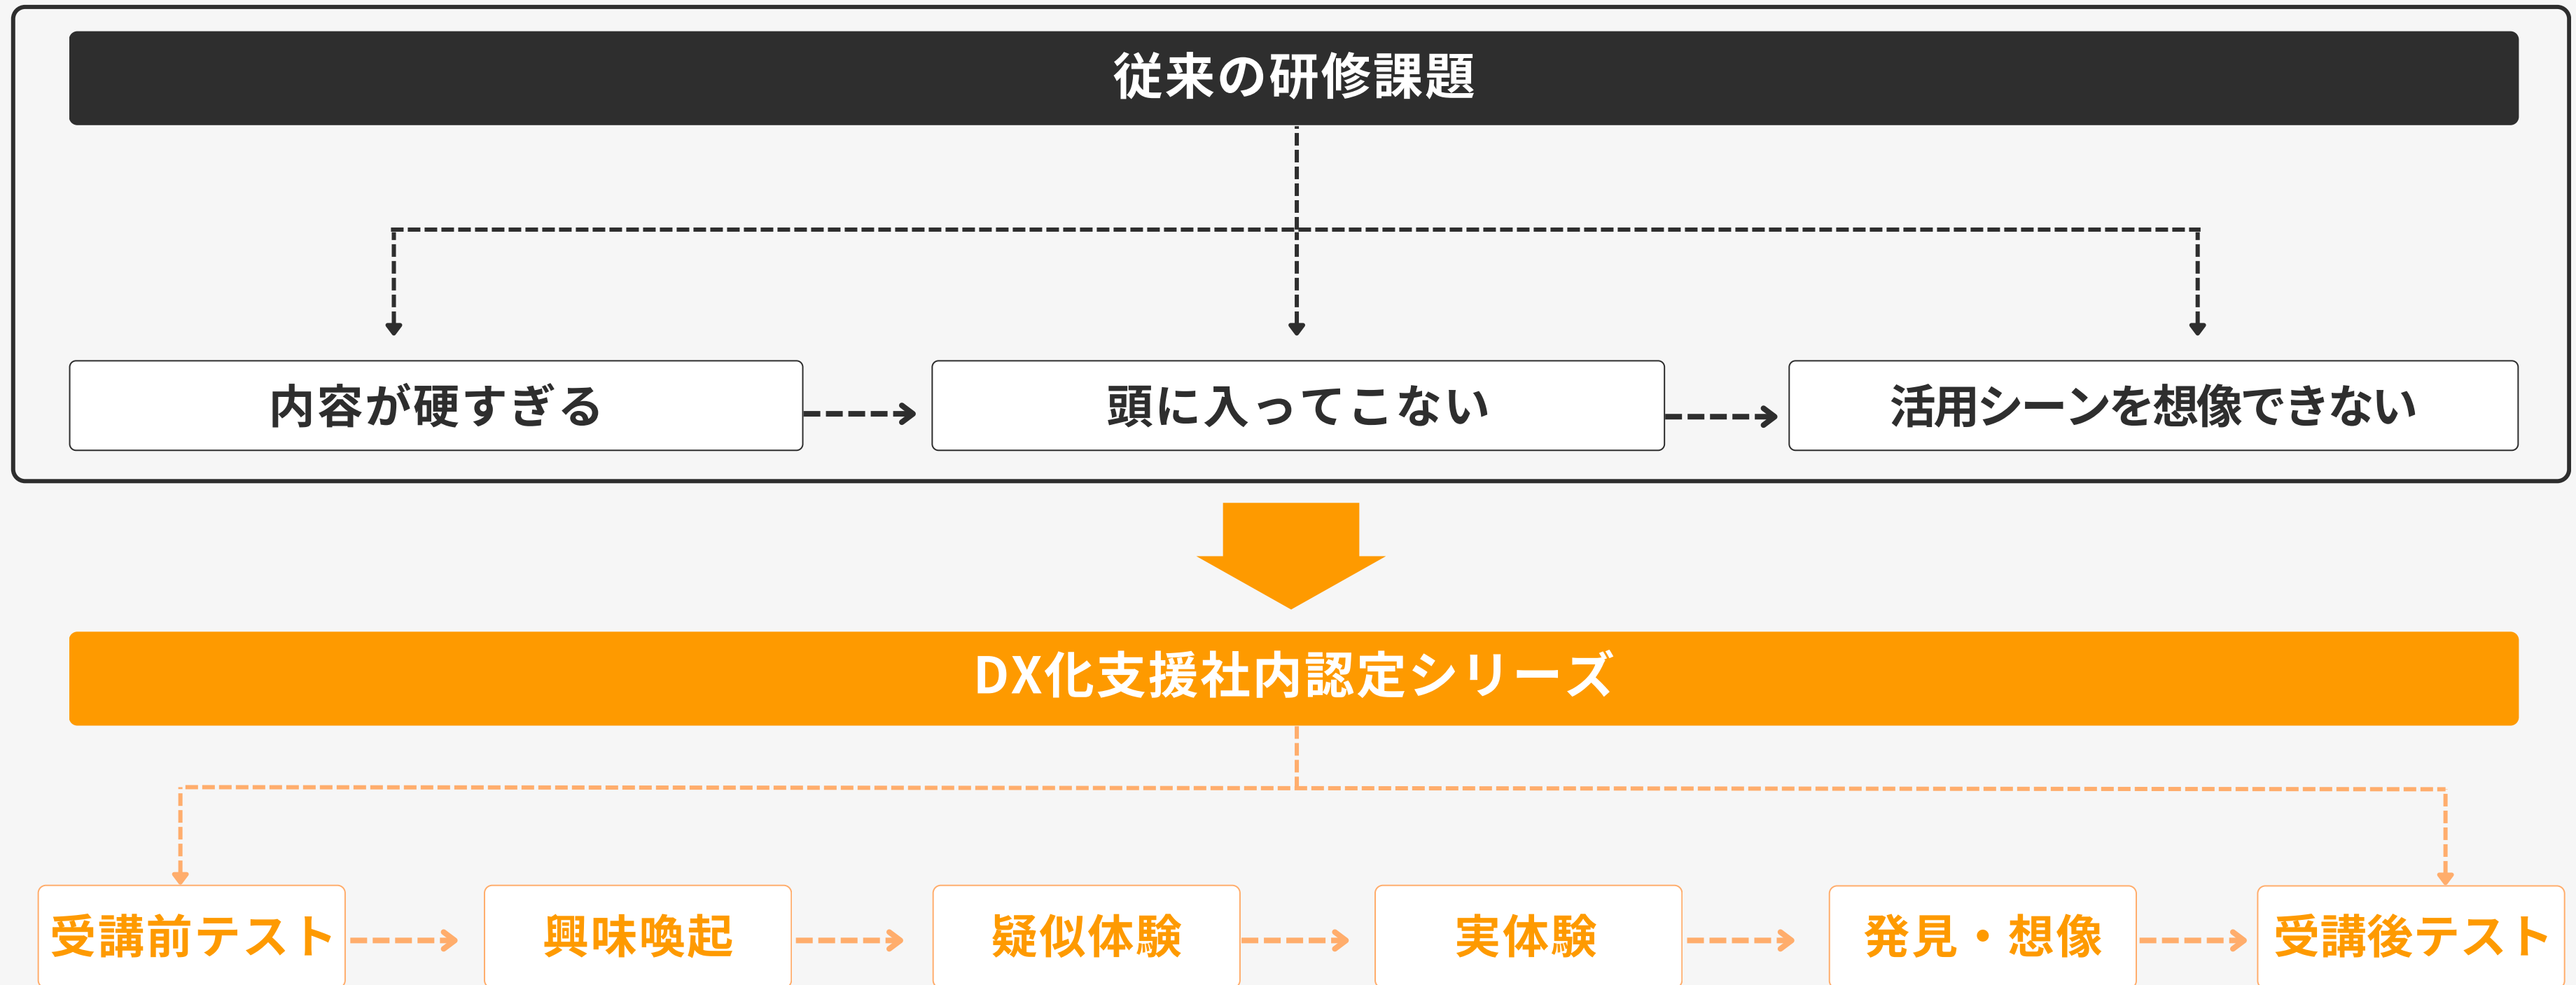 従来の研修課題
内容が硬すぎる
頭に入ってこない
活用シーンを想像できない
DX化支援社内認定シリーズ
受講前テスト
興味喚起
疑似体験
実体験
発見・想像
受講後テスト